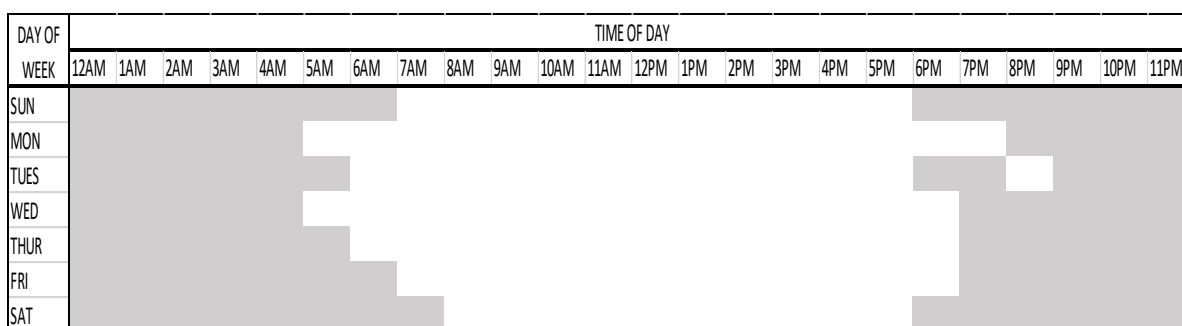 DAY OF TIME OF DAY
WEEK 12AM 1AM 2AM 3AM 4AM 5AM 6AM 7AM 8AM 9AM 10AM 11AM 12PM 1PM 2PM 3PM 4PM 5PM 6PM 7PM 8PM 9PM 10PM 11PM
SUN
MON
TUES
WED
THUR
FRI
SAT